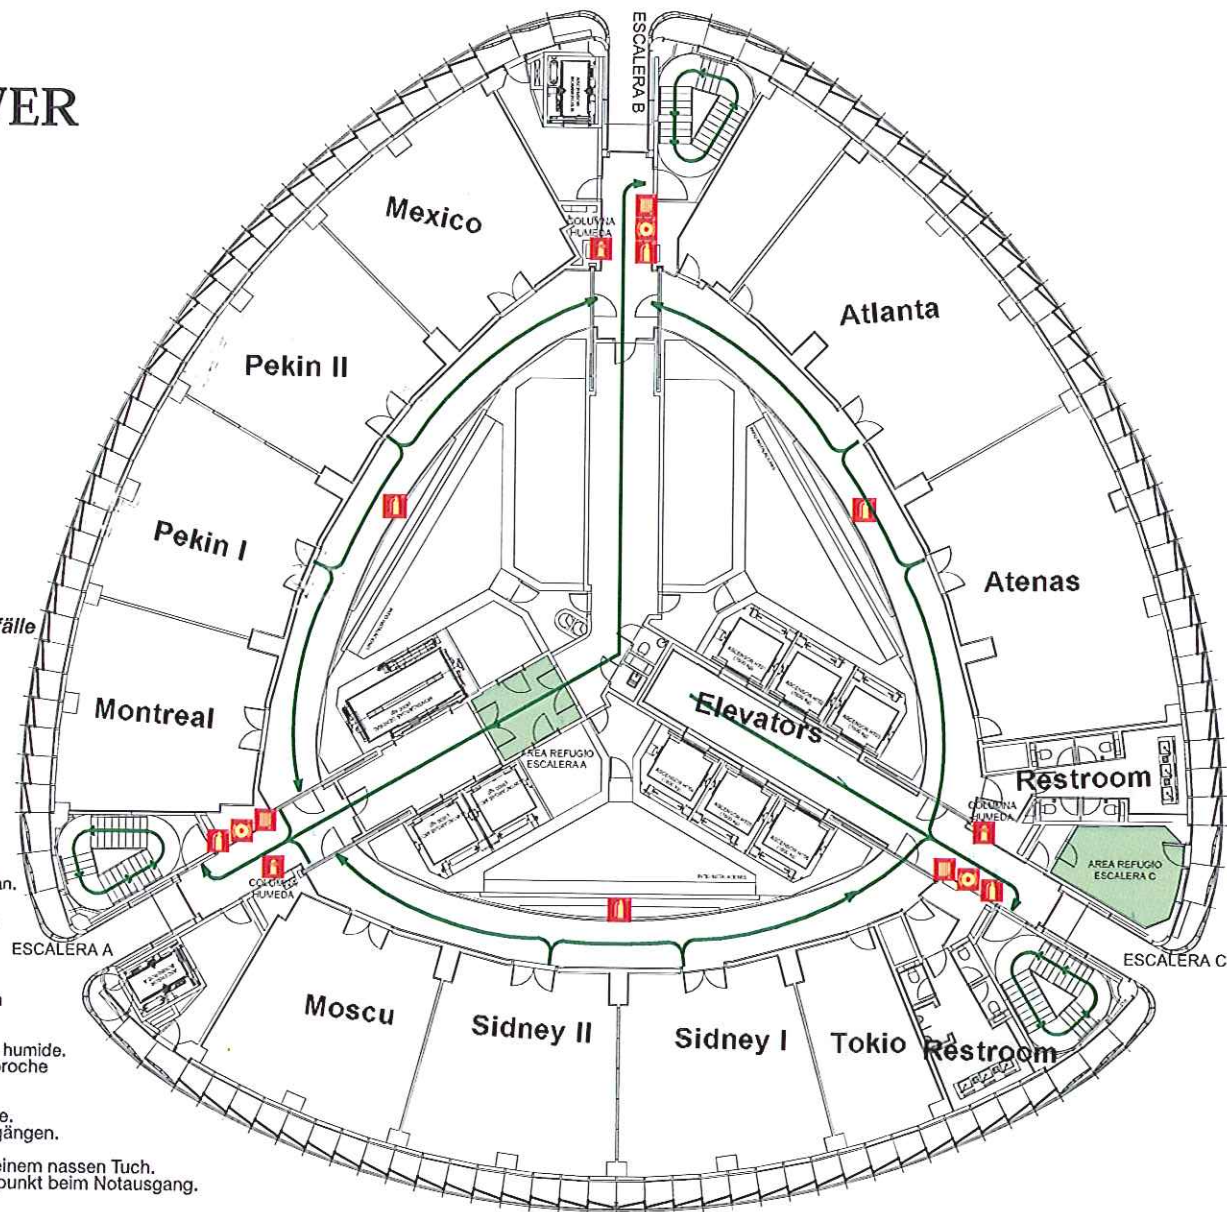 WER
ESCALERA B
Mexico
COLUMNA
HUMEDA
Atlanta
Pekin II
Pekin I
Atenas
fälle
Montreal
Elevators
AREA REFUGIO
ESCALERA A
Restroom
COLUMNA
HUMEDA
AREA REFUGIO
ESCALERA C
an.
COLUMNA
HUMEDA
ESCALERA A
ESCALERA C
Moscu
Sidney II
Sidney I
Tokio
Restroom
humide.
proche
e.
gängen.
einem nassen Tuch.
punkt beim Notausgang.